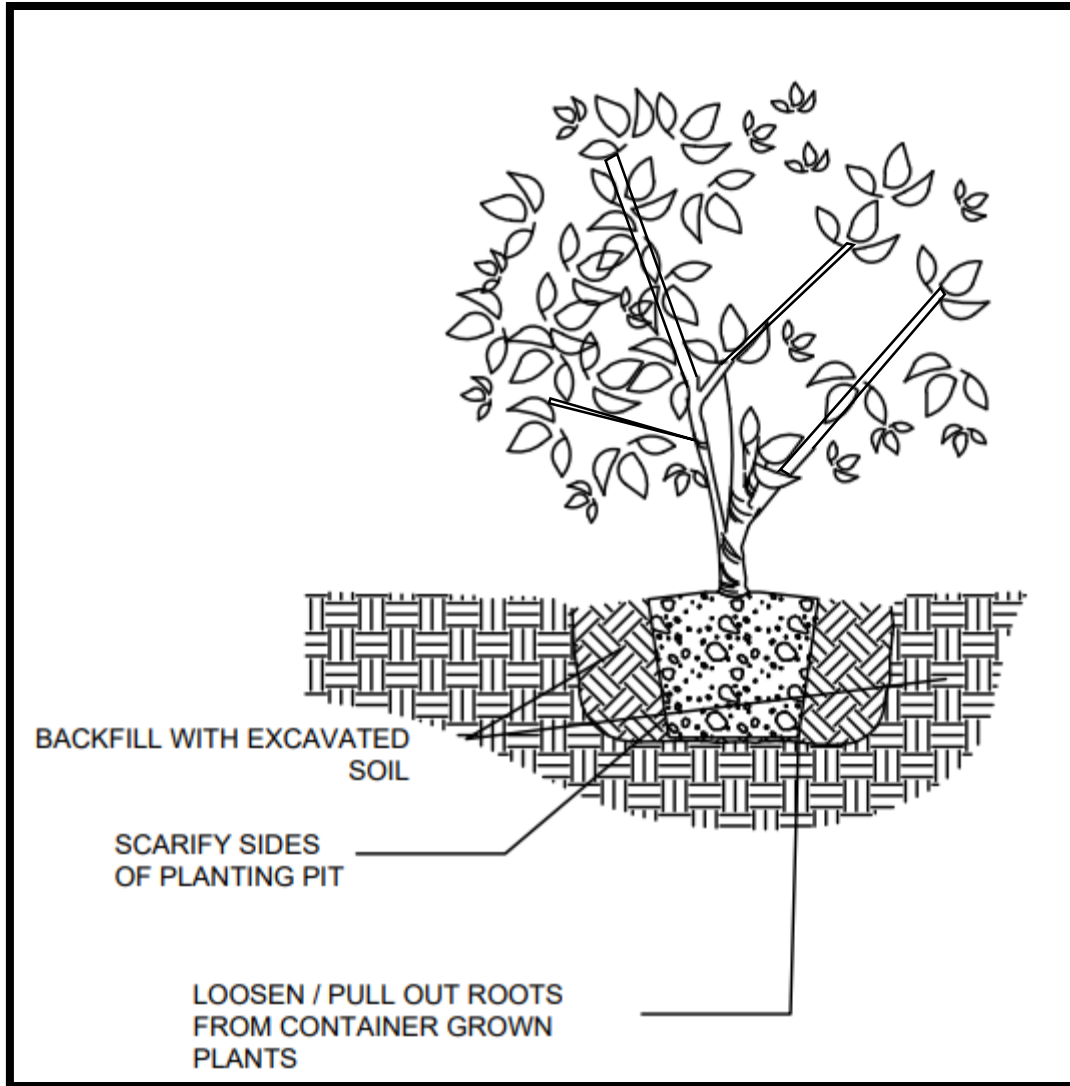 BACKFILL WITH EXCAVATED
SOIL
SCARIFY SIDES
OF PLANTING PIT
LOOSEN / PULL OUT ROOTS
FROM CONTAINER GROWN
PLANTS